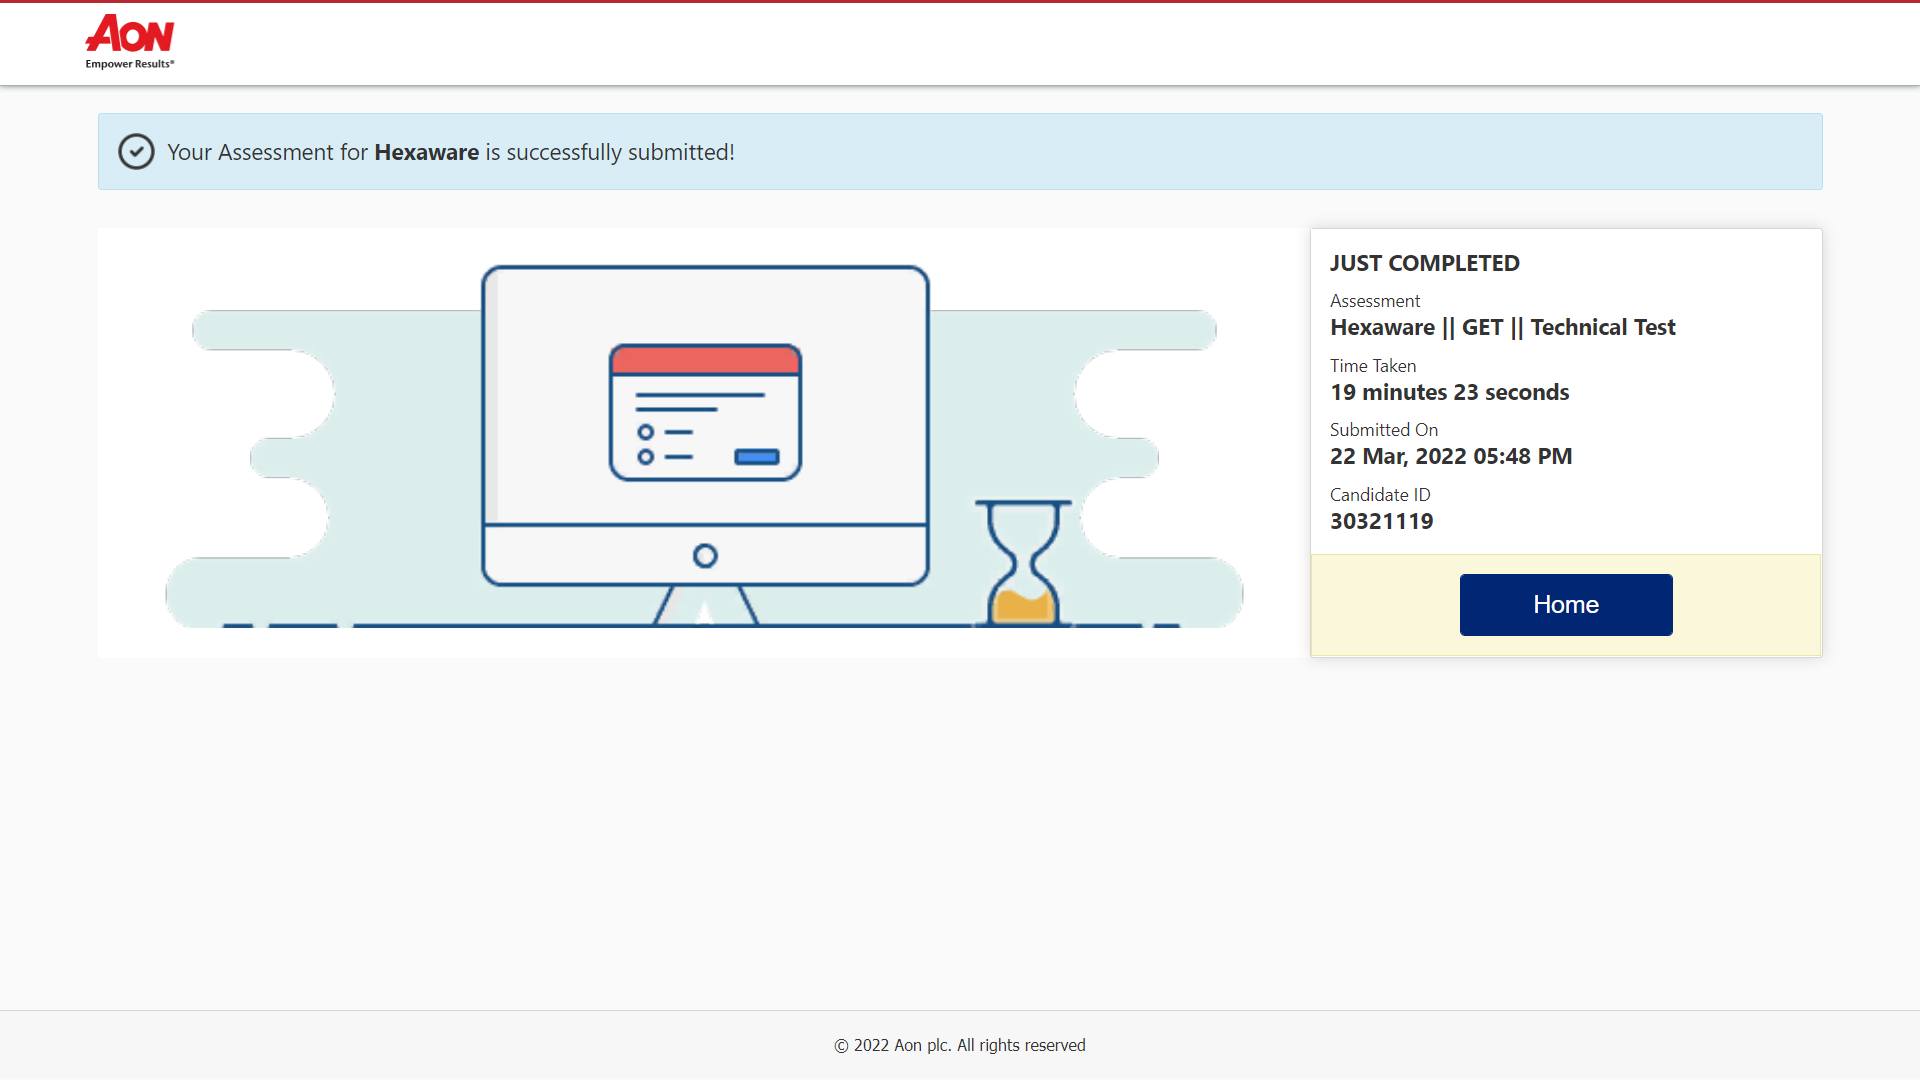 AON
Empower Results®
Your Assessment for Hexaware is successfully submitted!
JUST COMPLETED
Assessment
Hexaware || GET || Technical Test
Time Taken
19 minutes 23 seconds
Submitted On
22 Mar, 2022 05:48 PM
Candidate ID
30321119
Home
© 2022 Aon plc. All rights reserved